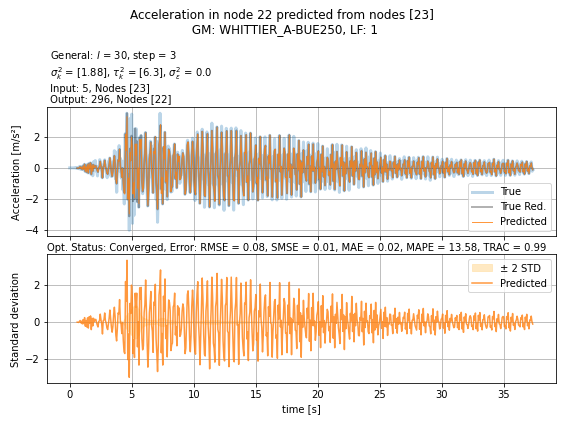 Acceleration in node 22 predicted from nodes [23]
GM: WHITTIER_A-BUE250, LF: 1
General: l = 30, step = 3
σ²ₖ = [1.88], τ²ₖ = [6.3], σ²ε = 0.0
Input: 5, Nodes [23]
Output: 296, Nodes [22]
Acceleration [m/s²]
2
0
−2
−4
True
True Red.
Predicted
Opt. Status: Converged, Error: RMSE = 0.08, SMSE = 0.01, MAE = 0.02, MAPE = 13.58, TRAC = 0.99
Standard deviation
2
0
−2
± 2 STD
Predicted
0 5 10 15 20 25 30 35
time [s]